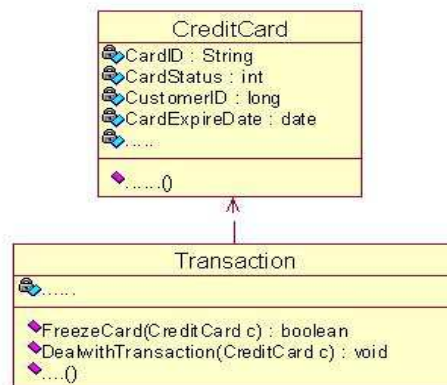 CreditCard
CardID : String
CardStatus : int
CustomerID : long
CardExpireDate : date
.....
......()
Transaction
......
FreezeCard(CreditCard c) : boolean
DealwithTransaction(CreditCard c) : void
....()